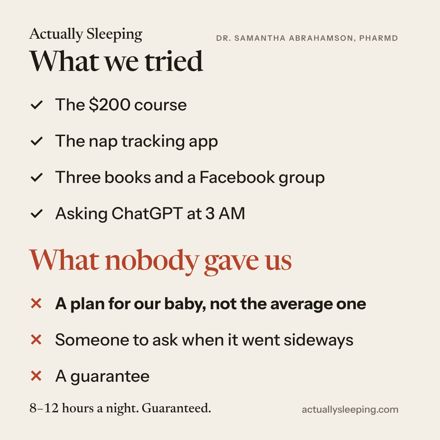 Actually Sleeping
DR. SAMANTHA ABRAHAMSON, PHARMD
What we tried
✓ The $200 course
✓ The nap tracking app
✓ Three books and a Facebook group
✓ Asking ChatGPT at 3 AM
What nobody gave us
✕ A plan for our baby, not the average one
✕ Someone to ask when it went sideways
✕ A guarantee
8–12 hours a night. Guaranteed.
actuallysleeping.com